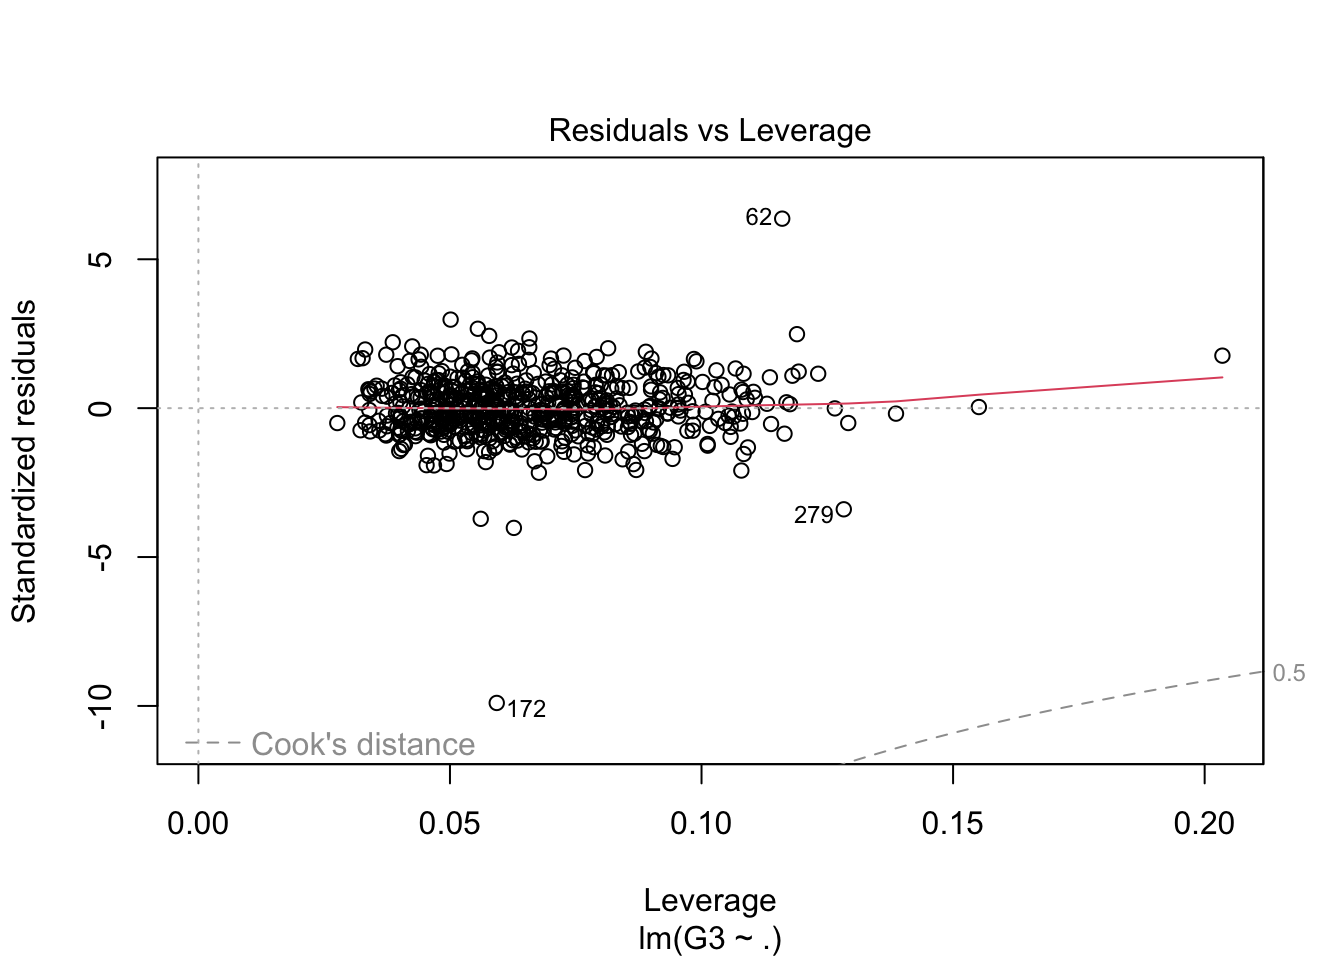 Residuals vs Leverage
Standardized residuals
5
0
-5
-10
62
279
172
0.5
Cook's distance
0.00 0.05 0.10 0.15 0.20
Leverage
lm(G3 ~ .)